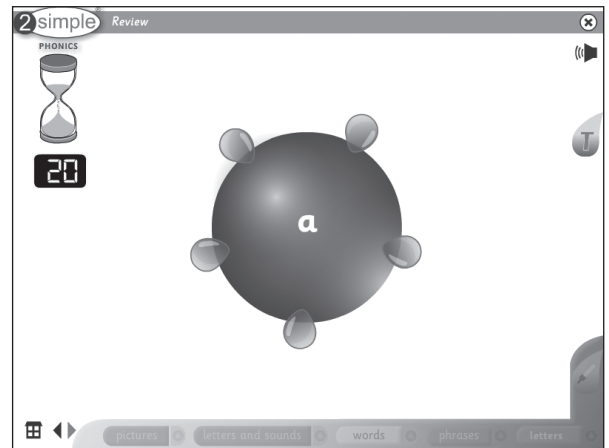 2simple Review
PHONICS
20
a
T
pictures letters and sounds words phrases letters